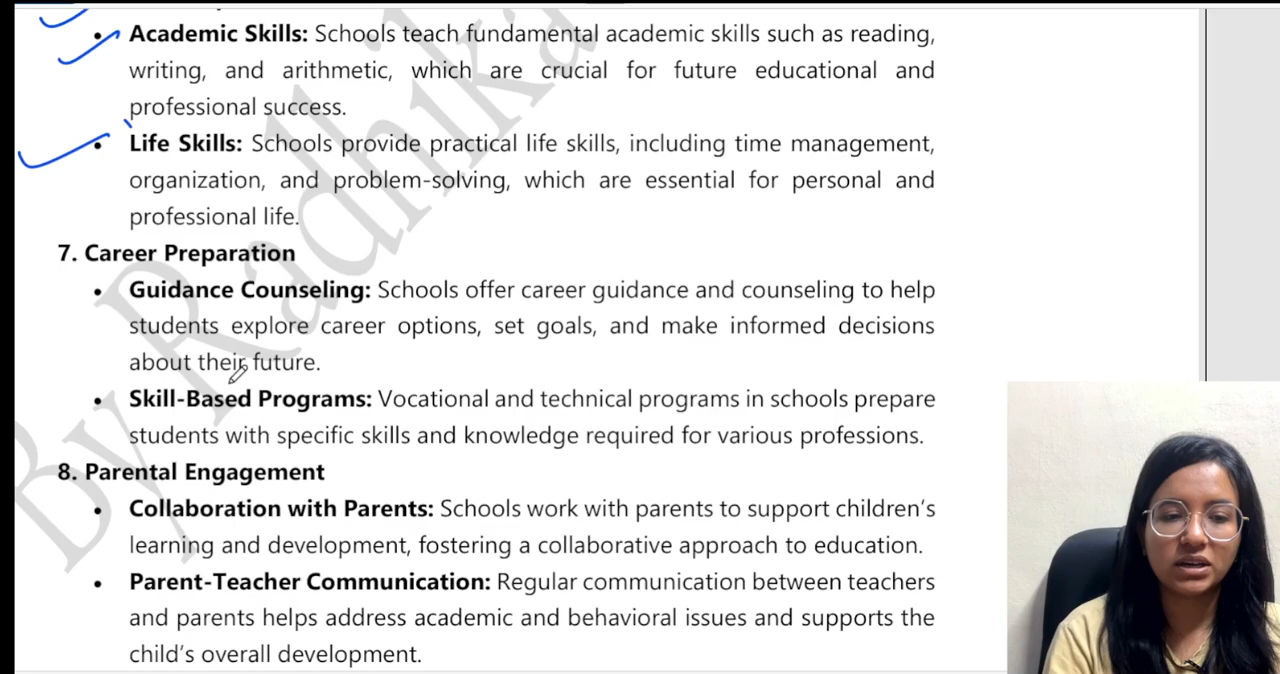 • Academic Skills: Schools teach fundamental academic skills such as reading,
writing, and arithmetic, which are crucial for future educational and
professional success.
• Life Skills: Schools provide practical life skills, including time management,
organization, and problem-solving, which are essential for personal and
professional life.
7. Career Preparation
• Guidance Counseling: Schools offer career guidance and counseling to help
students explore career options, set goals, and make informed decisions
about their future.
• Skill-Based Programs: Vocational and technical programs in schools prepare
students with specific skills and knowledge required for various professions.
8. Parental Engagement
• Collaboration with Parents: Schools work with parents to support children's
learning and development, fostering a collaborative approach to education.
• Parent-Teacher Communication: Regular communication between teachers
and parents helps address academic and behavioral issues and supports the
child's overall development.
By Radhika